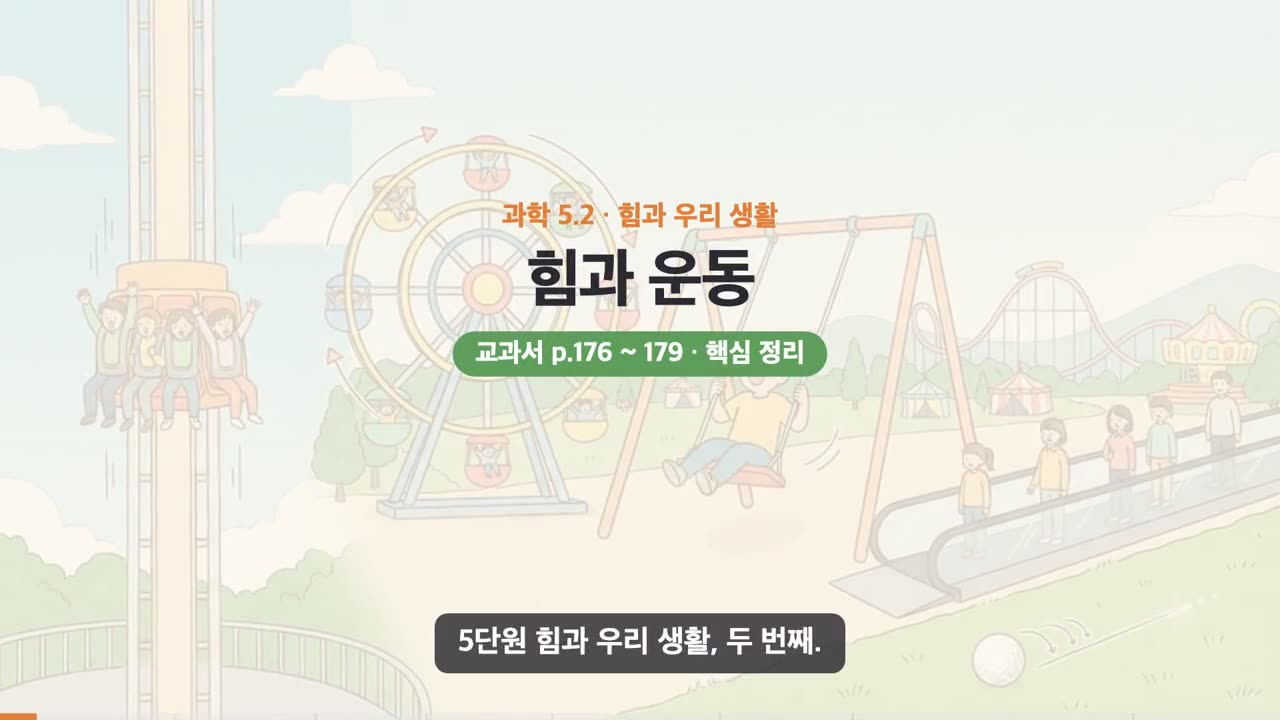 과학 5.2 · 힘과 우리 생활
힘과 운동
교과서 p.176 ~ 179 · 핵심 정리
5단원 힘과 우리 생활, 두 번째.